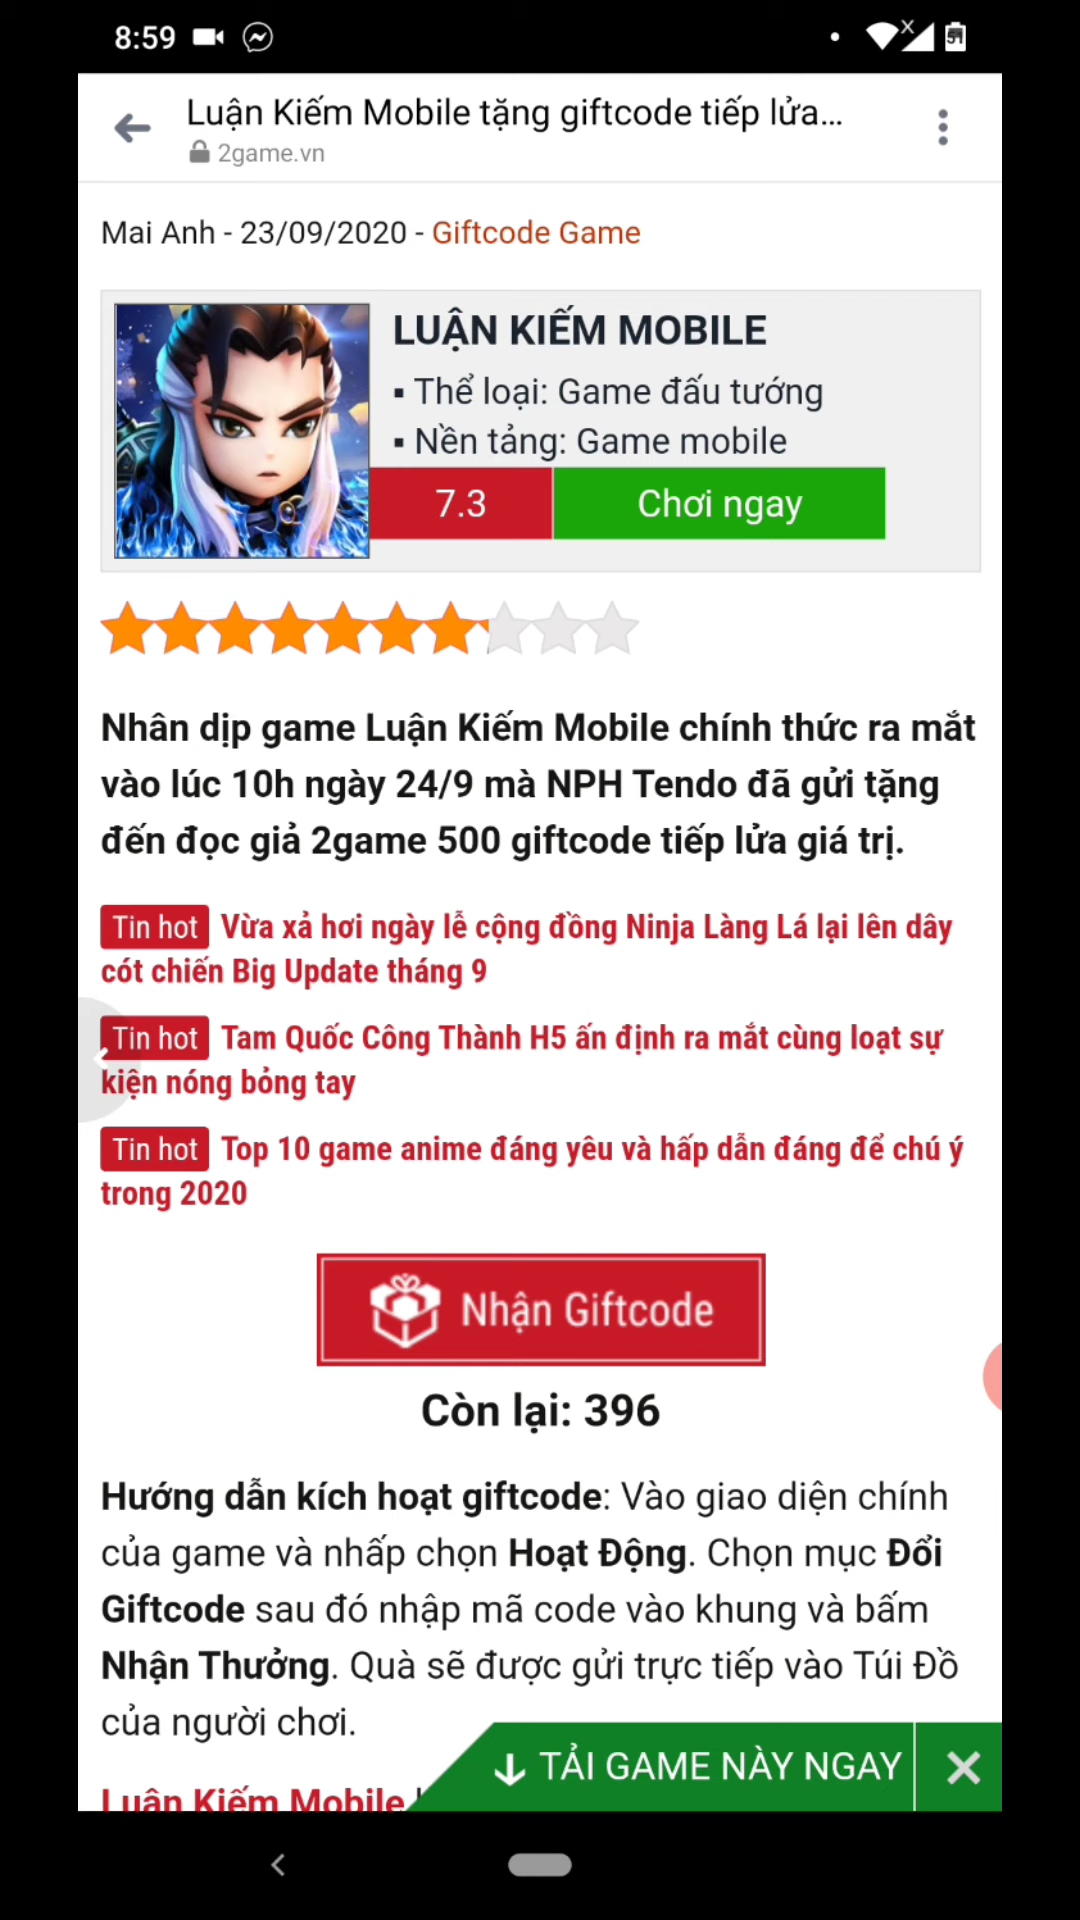 8:59
51
Luận Kiếm Mobile tặng giftcode tiếp lửa...
2game.vn
Mai Anh - 23/09/2020 - Giftcode Game
LUẬN KIẾM MOBILE
▪ Thể loại: Game đấu tướng
▪ Nền tảng: Game mobile
7.3
Chơi ngay
Nhân dịp game Luận Kiếm Mobile chính thức ra mắt
vào lúc 10h ngày 24/9 mà NPH Tendo đã gửi tặng
đến đọc giả 2game 500 giftcode tiếp lửa giá trị.
Tin hot Vừa xả hơi ngày lễ cộng đồng Ninja Làng Lá lại lên dây
cót chiến Big Update tháng 9
Tin hot Tam Quốc Công Thành H5 ấn định ra mắt cùng loạt sự
kiện nóng bỏng tay
Tin hot Top 10 game anime đáng yêu và hấp dẫn đáng để chú ý
trong 2020
Nhận Giftcode
Còn lại: 396
Hướng dẫn kích hoạt giftcode: Vào giao diện chính
của game và nhấp chọn Hoạt Động. Chọn mục Đổi
Giftcode sau đó nhập mã code vào khung và bấm
Nhận Thưởng. Quà sẽ được gửi trực tiếp vào Túi Đồ
của người chơi.
TẢI GAME NÀY NGAY
Luận Kiếm Mobile